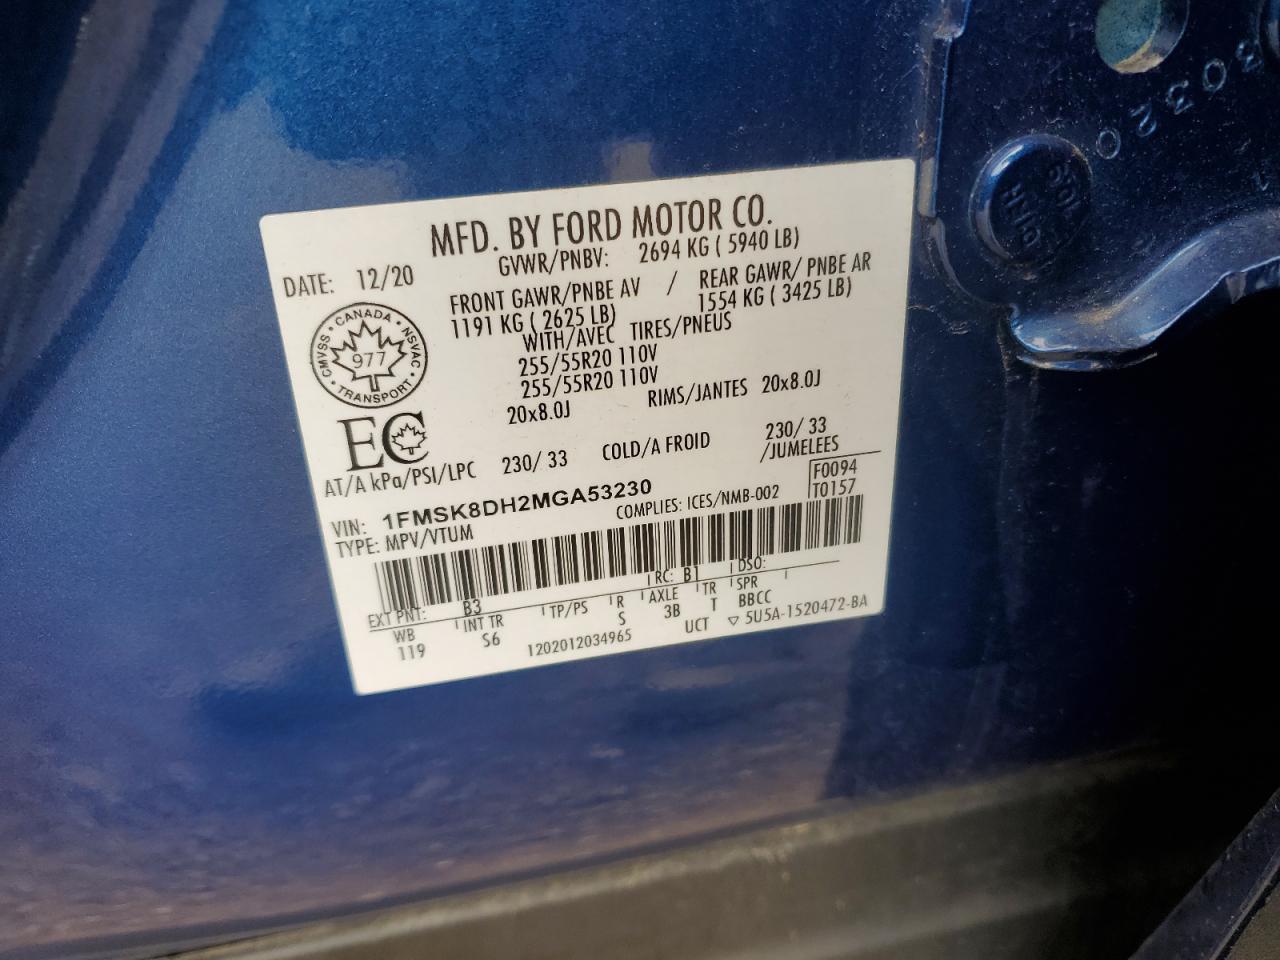 MFD. BY FORD MOTOR CO.
DATE: 12/20
GVWR/PNBV: 2694 KG ( 5940 LB)
FRONT GAWR/PNBE AV / REAR GAWR/ PNBE AR
1191 KG ( 2625 LB) 1554 KG ( 3425 LB)
WITH/AVEC TIRES/PNEUS
255/55R20 110V
255/55R20 110V
20x8.0J RIMS/JANTES 20x8.0J
CANADA • NSVAC • TRANSPORT • CMVSS •
977
EC
AT/A kPa/PSI/LPC 230/ 33 COLD/A FROID 230/ 33
/JUMELEES
VIN: 1FMSK8DH2MGA53230
F0094
T0157
TYPE: MPV/VTUM COMPLIES: ICES/NMB-002
EXT PNT: B3 RC: B1 DSO:
WB INT TR TP/PS R AXLE TR SPR
119 S6 S 3B T BBCC
1202012034965 UCT ▽ 5U5A-1520472-BA
3032 0